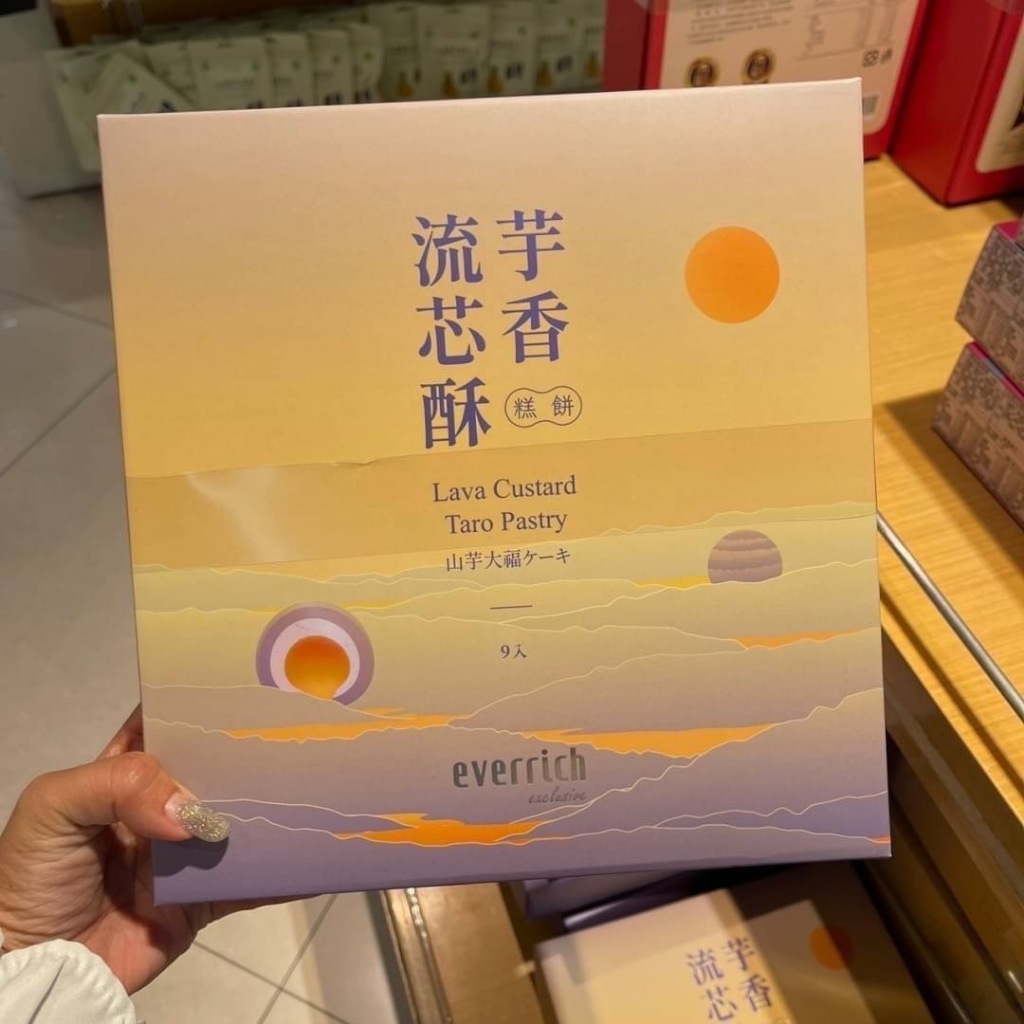 芋香
流芯酥
糕餅
Lava Custard
Taro Pastry
山芋大福ケーキ
9入
everrich
exclusive
芋香
流芯